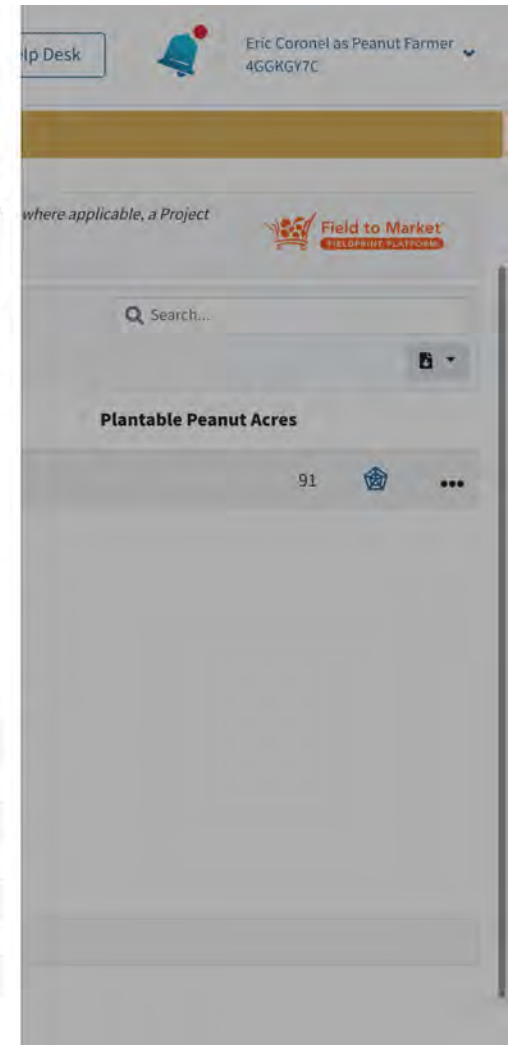 lp Desk
Eric Coronel as Peanut Farmer
4GGKGY7C
where applicable, a Project
Field to Market
FIELDPRINT PLATFORM
Search...
Plantable Peanut Acres
91